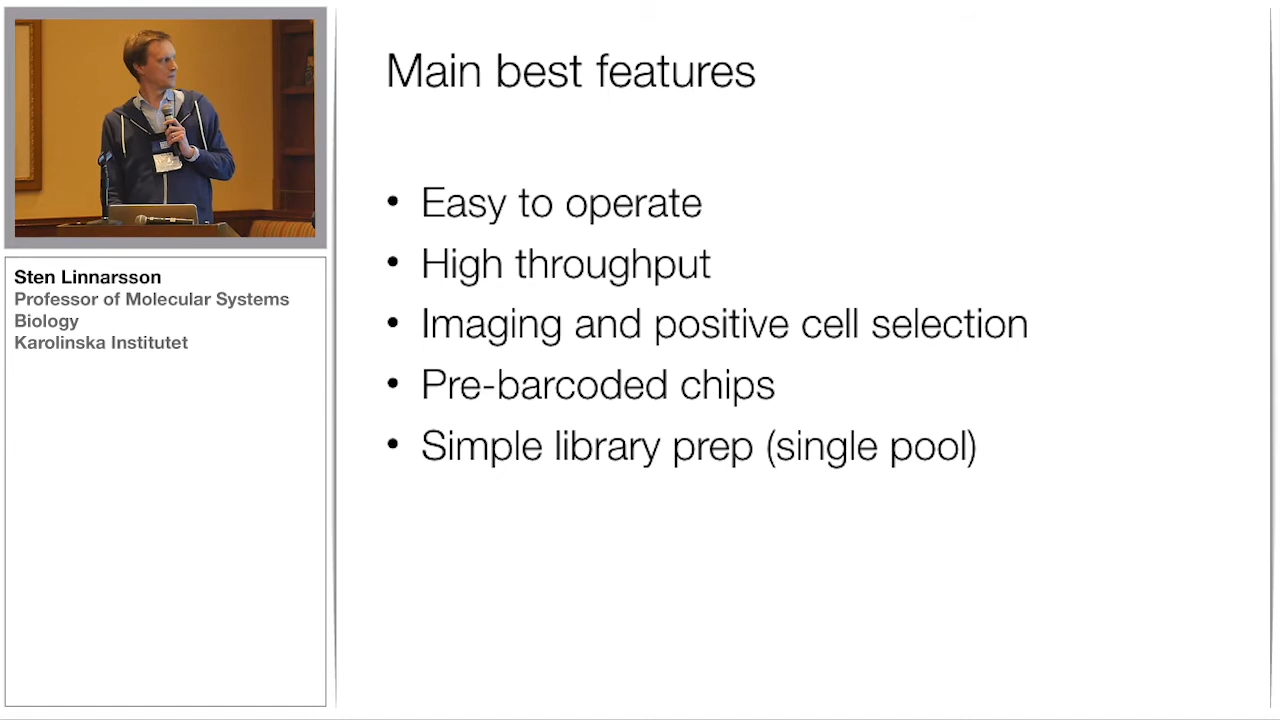 Sten Linnarsson
Professor of Molecular Systems
Biology
Karolinska Institutet
Main best features
• Easy to operate
• High throughput
• Imaging and positive cell selection
• Pre-barcoded chips
• Simple library prep (single pool)